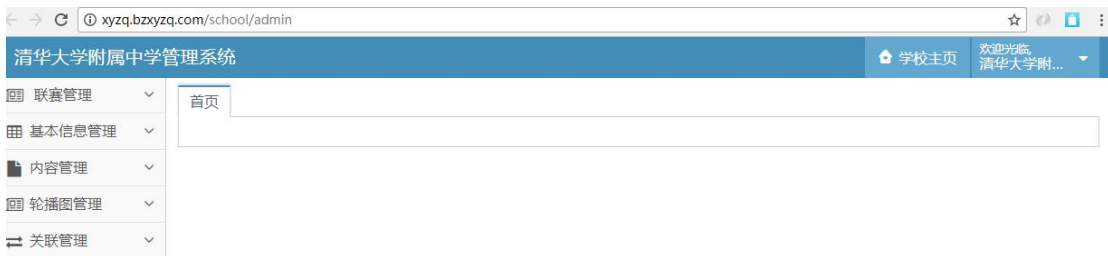 xyzq.bzxyzq.com/school/admin
清华大学附属中学管理系统
学校主页
欢迎光临,
清华大学附...
联赛管理
首页
基本信息管理
内容管理
轮播图管理
关联管理